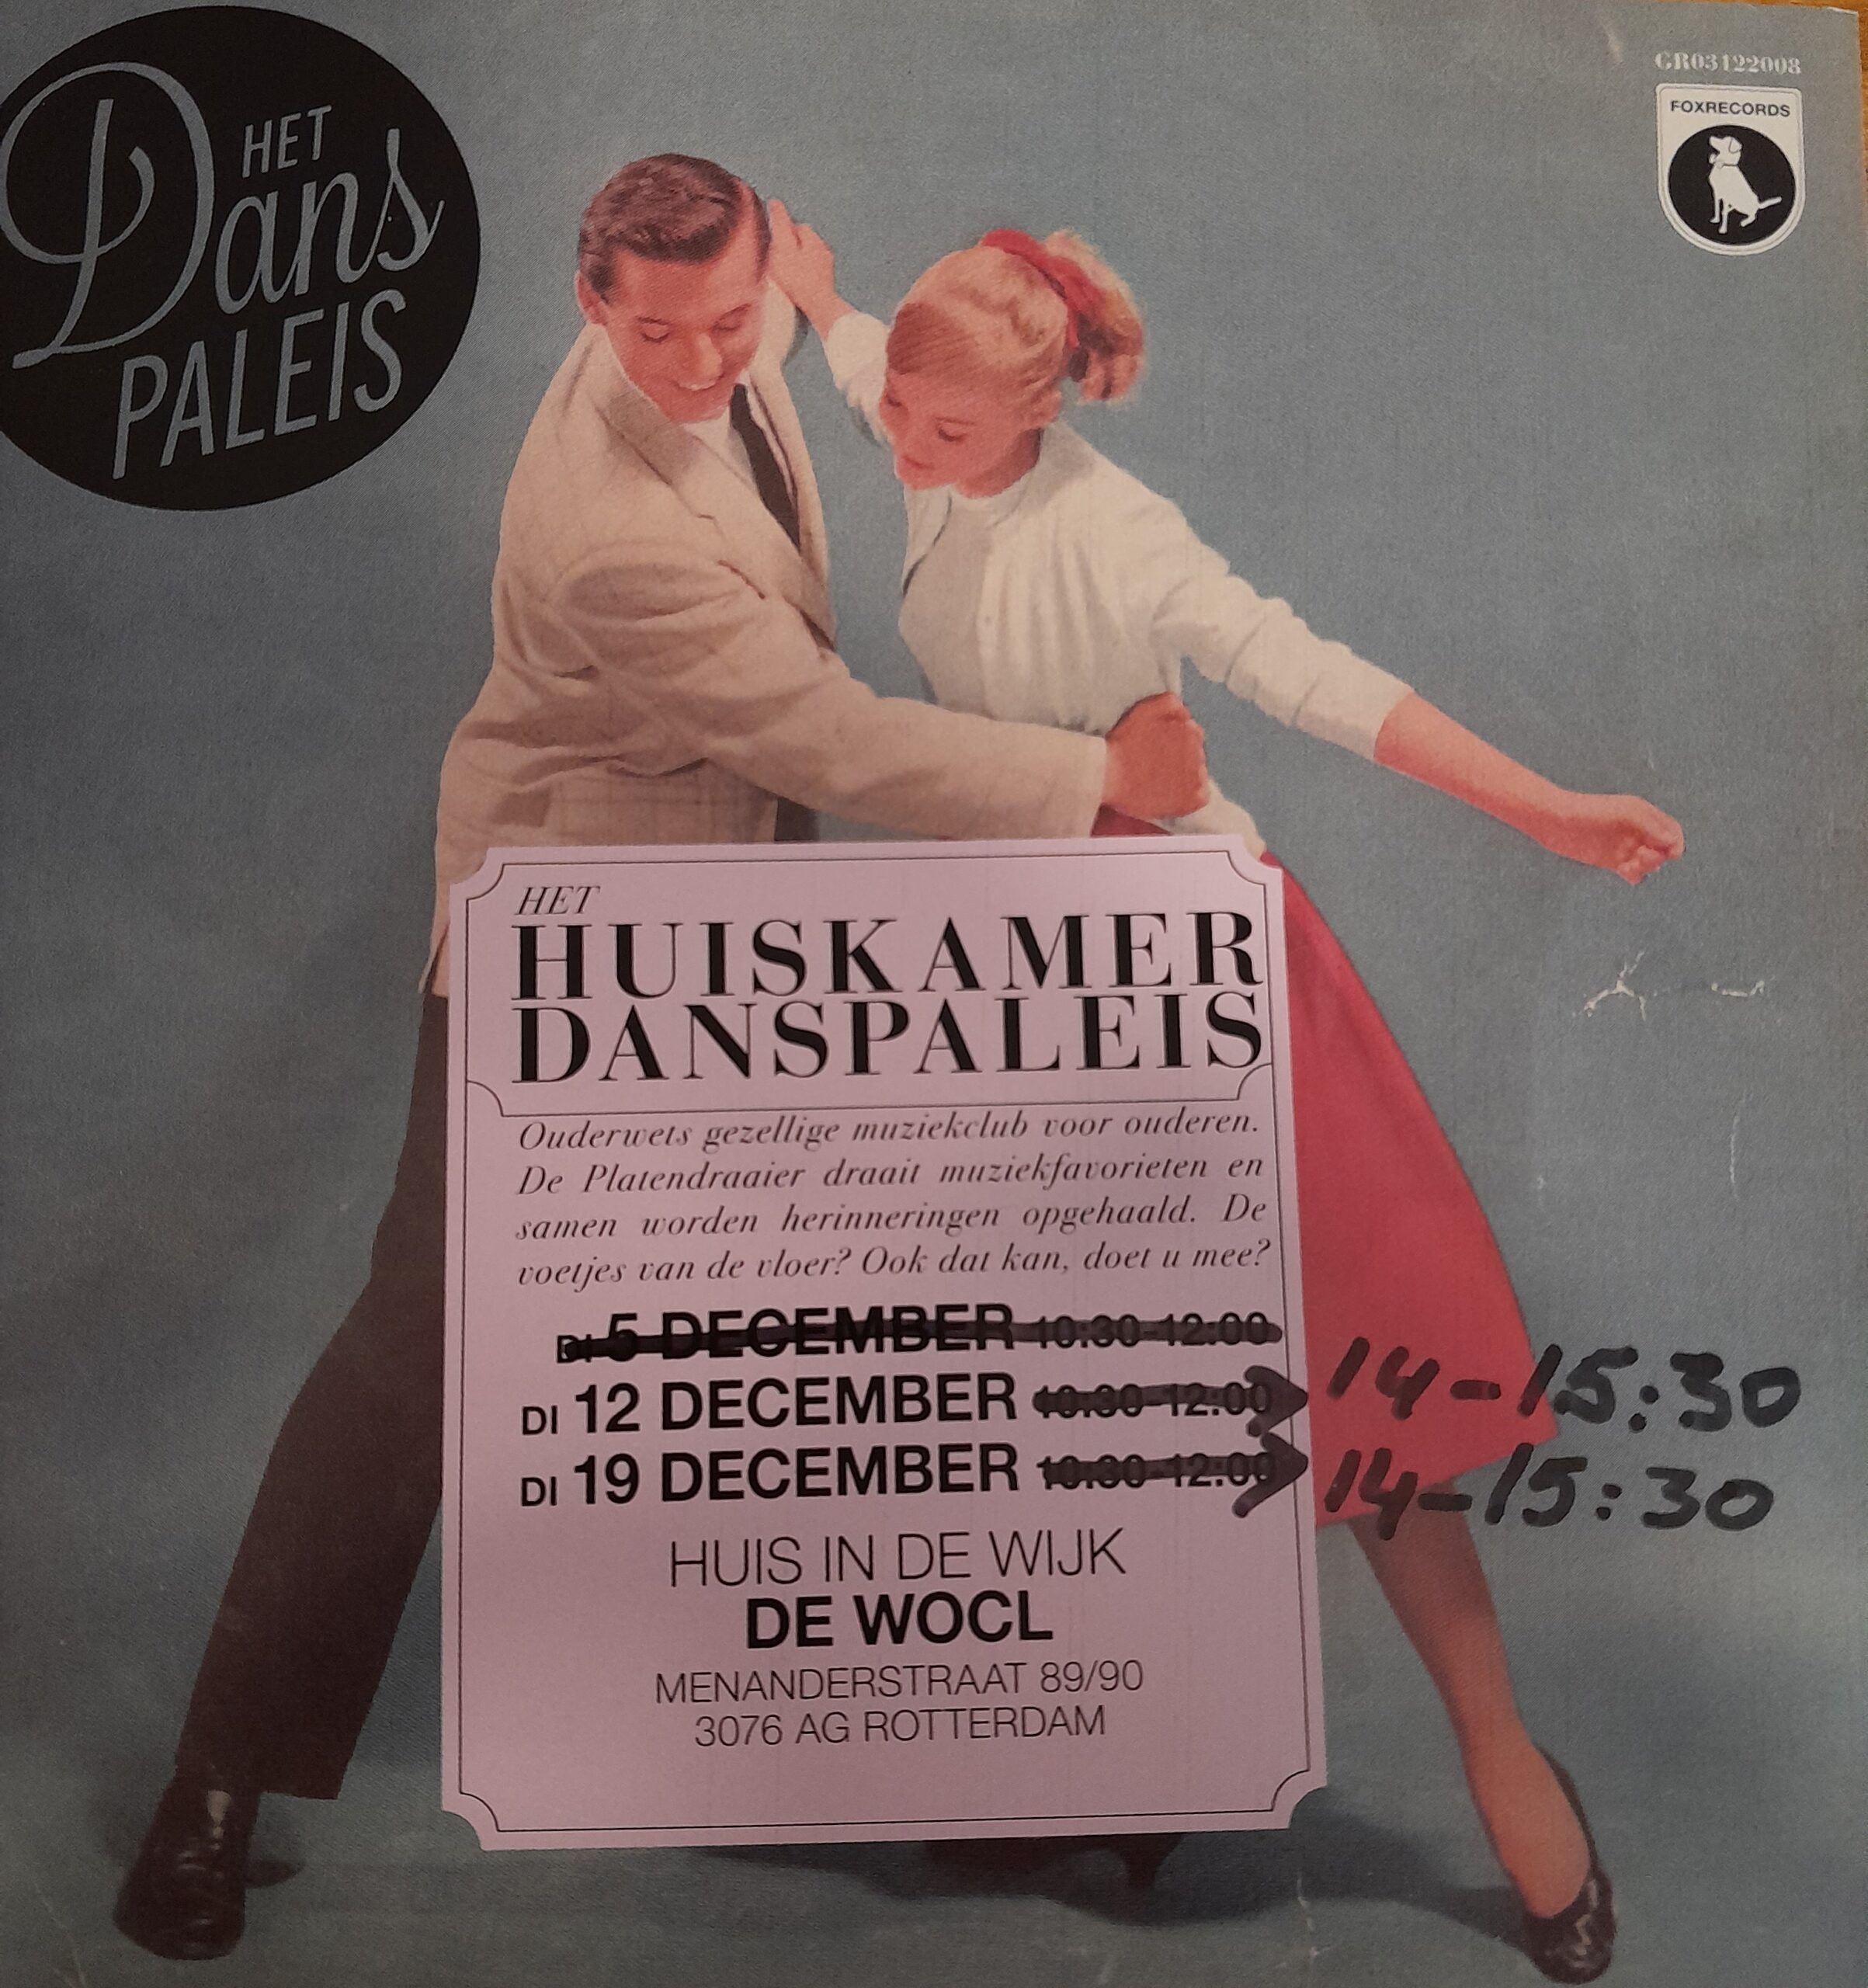 HET
Dans
PALEIS
GR03122008
FOXRECORDS
HET
HUISKAMER
DANSPALEIS
Ouderwets gezellige muziekclub voor ouderen.
De Platendraaier draait muziekfavorieten en
samen worden herinneringen opgehaald. De
voetjes van de vloer? Ook dat kan, doet u mee?
DI 5 DECEMBER 10:30-12:00
DI 12 DECEMBER 10:30-12:00 14-15:30
DI 19 DECEMBER 10:30-12:00 14-15:30
HUIS IN DE WIJK
DE WOCL
MENANDERSTRAAT 89/90
3076 AG ROTTERDAM